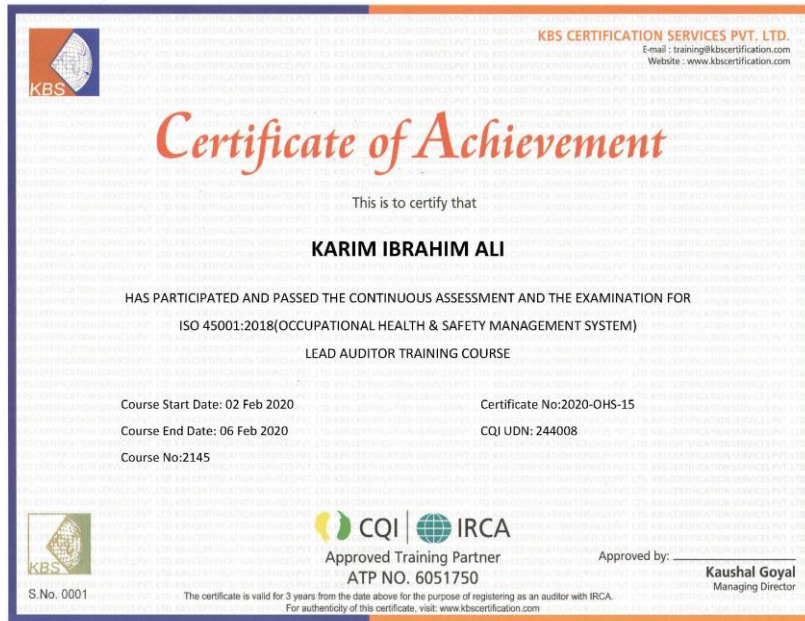 KBS
KBS CERTIFICATION SERVICES PVT. LTD.
E-mail : training@kbscertification.com
Website : www.kbscertification.com
Certificate of Achievement
This is to certify that
KARIM IBRAHIM ALI
HAS PARTICIPATED AND PASSED THE CONTINUOUS ASSESSMENT AND THE EXAMINATION FOR
ISO 45001:2018(OCCUPATIONAL HEALTH & SAFETY MANAGEMENT SYSTEM)
LEAD AUDITOR TRAINING COURSE
Course Start Date: 02 Feb 2020
Certificate No:2020-OHS-15
Course End Date: 06 Feb 2020
CQI UDN: 244008
Course No:2145
KBS
S.No. 0001
CQI IRCA
Approved Training Partner
ATP NO. 6051750
Approved by:
Kaushal Goyal
Managing Director
The certificate is valid for 3 years from the date above for the purpose of registering as an auditor with IRCA.
For authenticity of this certificate, visit: www.kbscertification.com